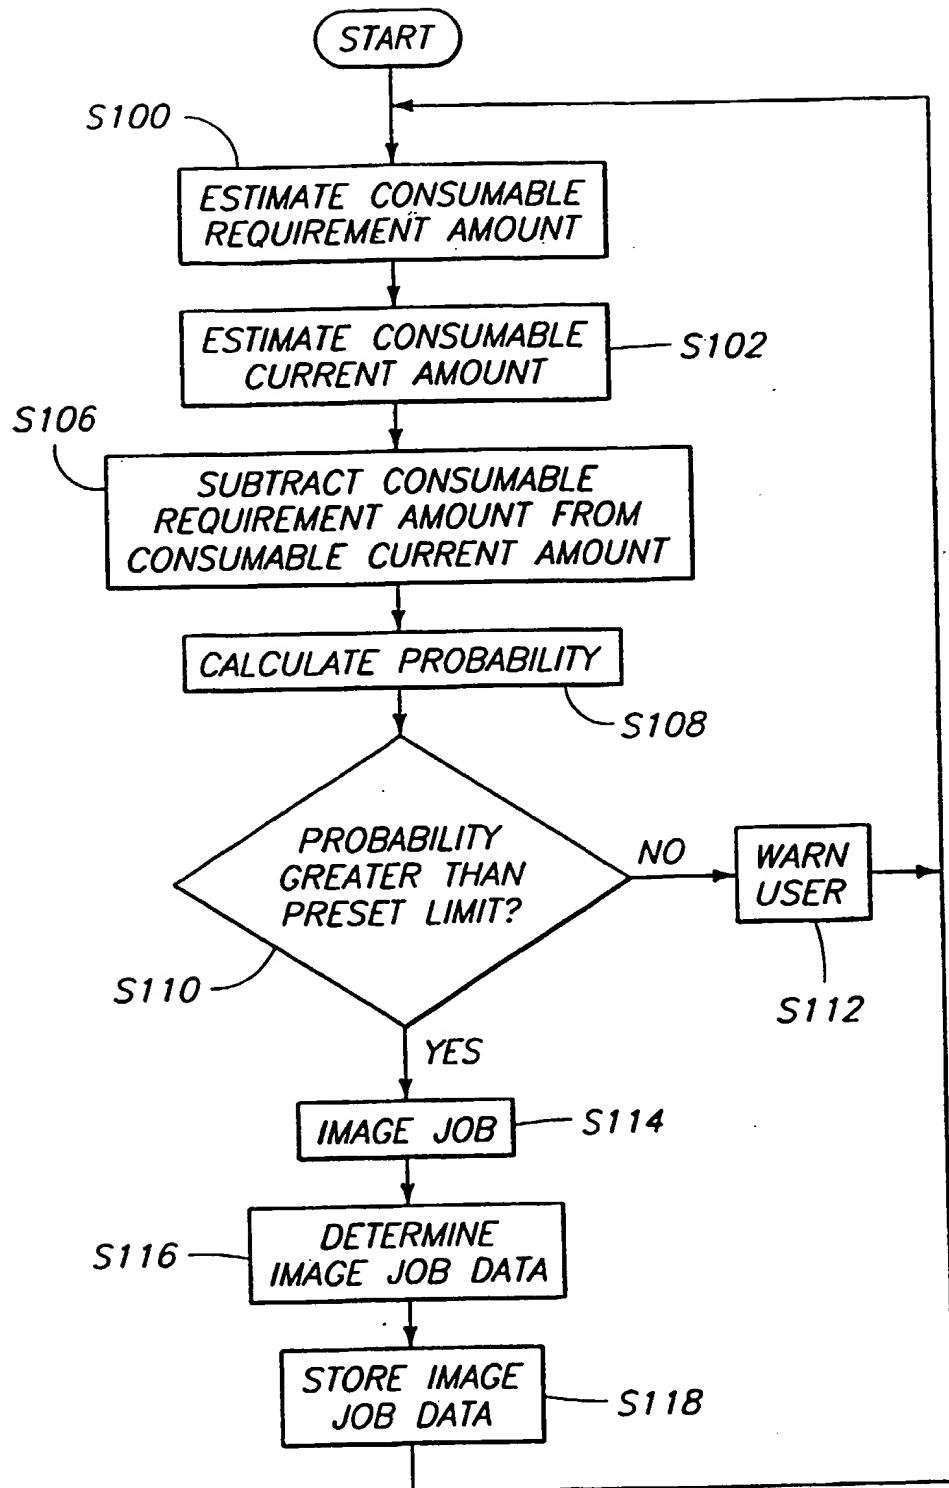 START
S100
ESTIMATE CONSUMABLE
REQUIREMENT AMOUNT
ESTIMATE CONSUMABLE
CURRENT AMOUNT
S102
S106
SUBTRACT CONSUMABLE
REQUIREMENT AMOUNT FROM
CONSUMABLE CURRENT AMOUNT
CALCULATE PROBABILITY
S108
PROBABILITY
GREATER THAN
PRESET LIMIT?
NO
WARN
USER
S110
S112
YES
IMAGE JOB
S114
S116
DETERMINE
IMAGE JOB DATA
STORE IMAGE
JOB DATA
S118